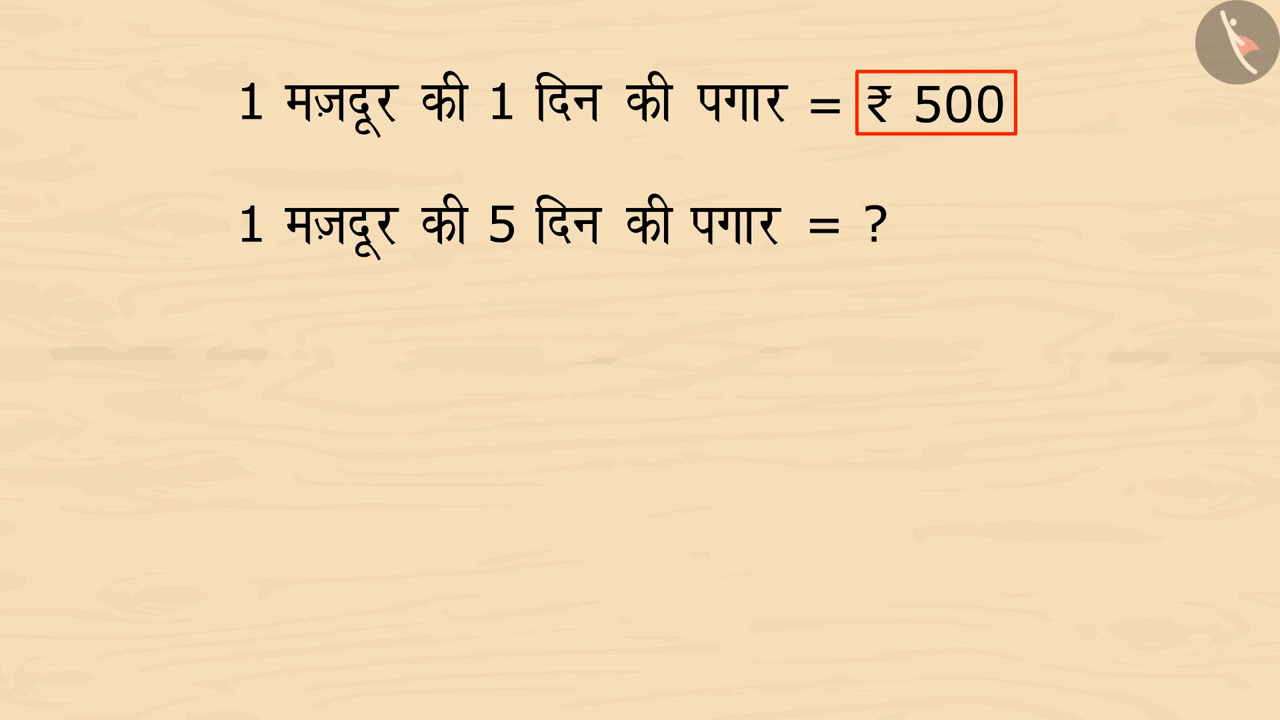 1 मज़दूर की 1 दिन की पगार = ₹ 500
1 मज़दूर की 5 दिन की पगार = ?